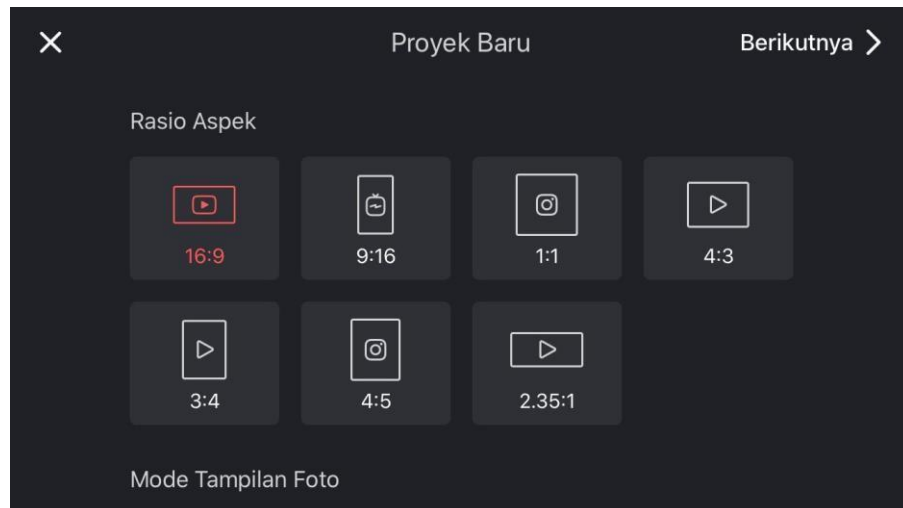 Proyek Baru
Berikutnya
Rasio Aspek
16:9
9:16
1:1
4:3
3:4
4:5
2.35:1
Mode Tampilan Foto